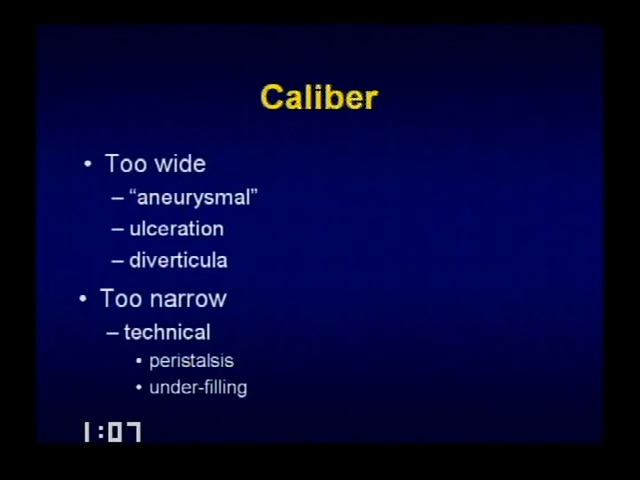 Caliber
• Too wide
– “aneurysmal”
– ulceration
– diverticula
• Too narrow
– technical
• peristalsis
• under-filling
1:07